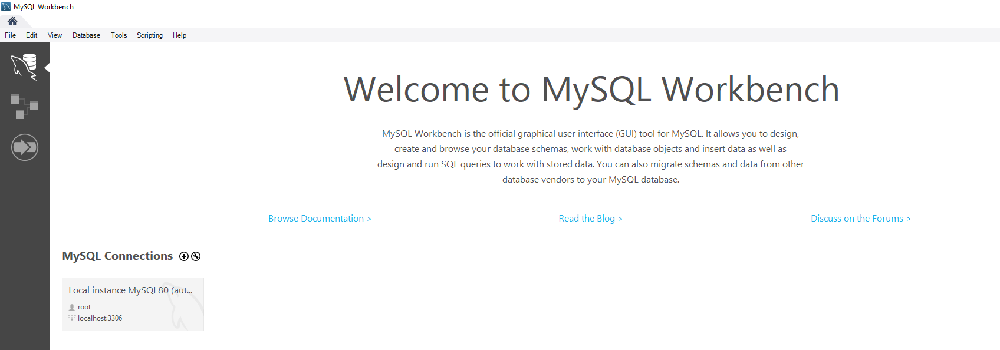 MySQL Workbench
File Edit View Database Tools Scripting Help
Welcome to MySQL Workbench
MySQL Workbench is the official graphical user interface (GUI) tool for MySQL. It allows you to design,
create and browse your database schemas, work with database objects and insert data as well as
design and run SQL queries to work with stored data. You can also migrate schemas and data from other
database vendors to your MySQL database.
Browse Documentation > Read the Blog > Discuss on the Forums >
MySQL Connections
Local instance MySQL80 (aut...
root
localhost:3306